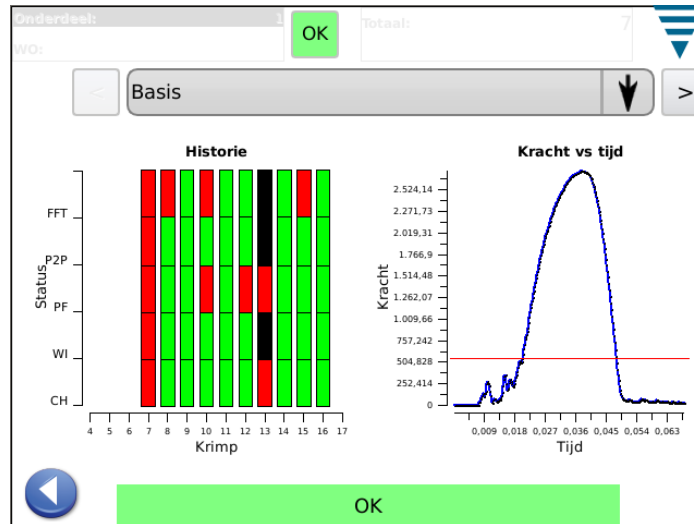 Onderdeel: 1
WO:
OK
Totaal: 7
<
Basis
>
Historie
Status
FFT
P2P
PF
WI
CH
4 5 6 7 8 9 10 11 12 13 14 15 16 17
Krimp
Kracht vs tijd
Kracht
2.524,14
2.271,73
2.019,31
1.766,9
1.514,48
1.262,07
1.009,66
757,242
504,828
252,414
0
0,009 0,018 0,027 0,036 0,045 0,054 0,063
Tijd
OK